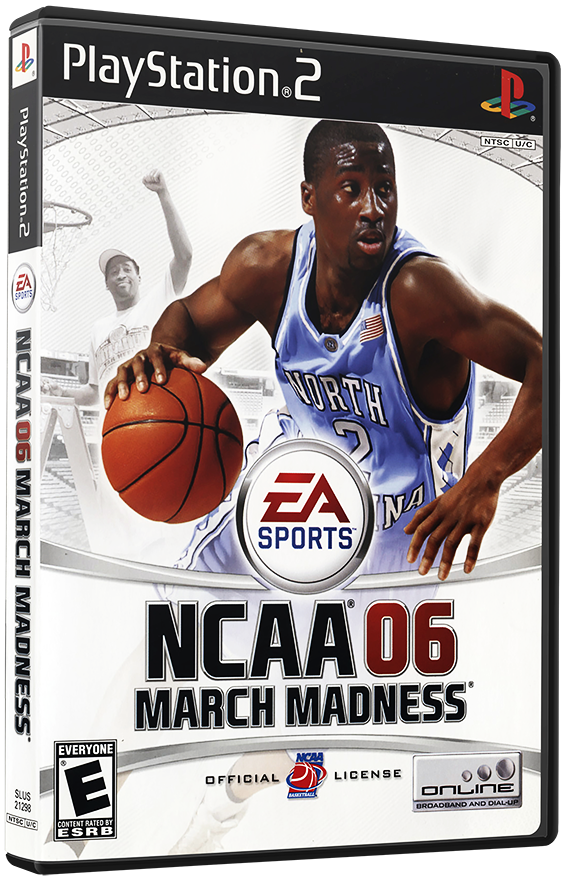 PlayStation®2
NTSC U/C
PlayStation®2
EA
SPORTS
NCAA 06 MARCH MADNESS®
SLUS
21298
NTSC U/C
NORTH
2
NA
EA
SPORTS™
NCAA® 06
MARCH MADNESS®
EVERYONE
E®
CONTENT RATED BY
ESRB
OFFICIAL NCAA BASKETBALL LICENSE
ONLINE
BROADBAND AND DIAL-UP